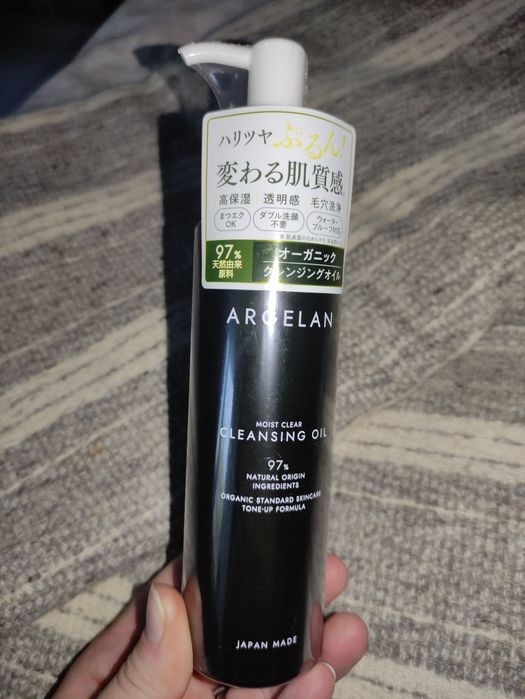 ハリツヤ ぷるん!
変わる肌質感※
高保湿 透明感 毛穴洗浄
まつエク
OK
ダブル洗顔
不要
ウォーター
プルーフ対応
97%
天然由来
原料
オーガニック
クレンジングオイル
ARGELAN
MOIST CLEAR
CLEANSING OIL
97%
NATURAL ORIGIN
INGREDIENTS
ORGANIC STANDARD SKINCARE
TONE-UP FORMULA
JAPAN MADE